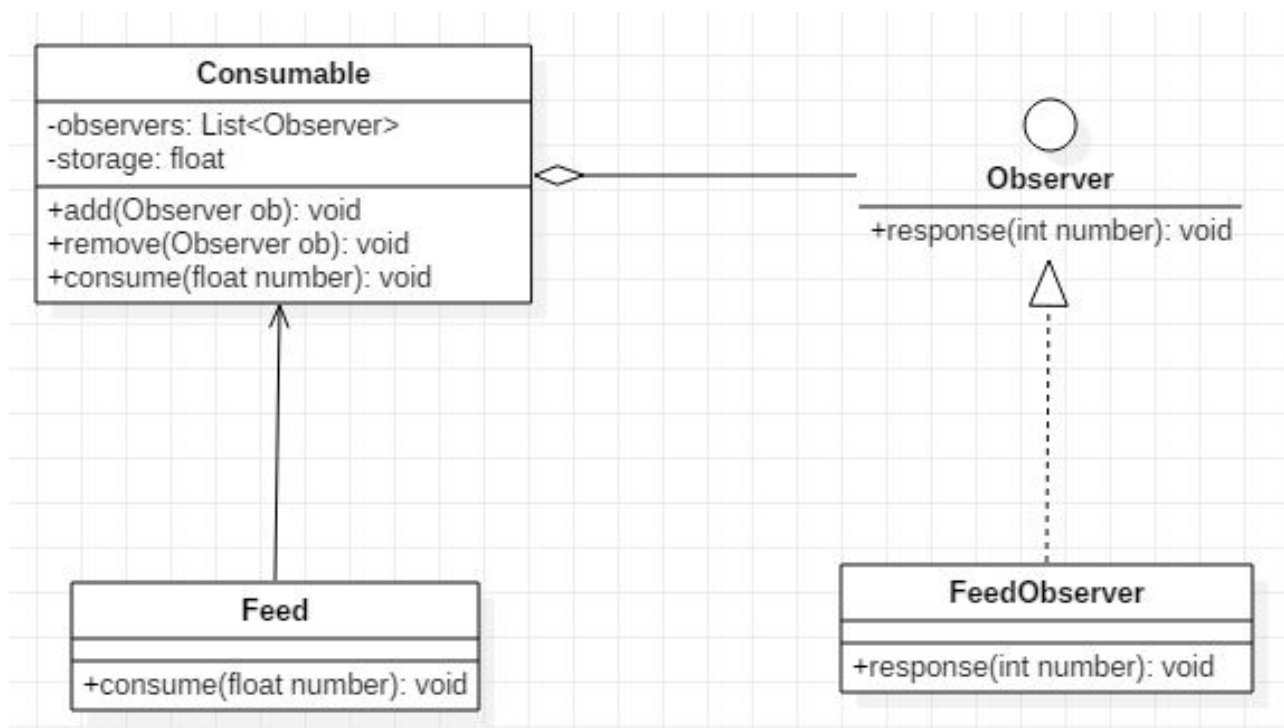 Consumable
-observers: List<Observer>
-storage: float
+add(Observer ob): void
+remove(Observer ob): void
+consume(float number): void
Observer
+response(int number): void
Feed
+consume(float number): void
FeedObserver
+response(int number): void